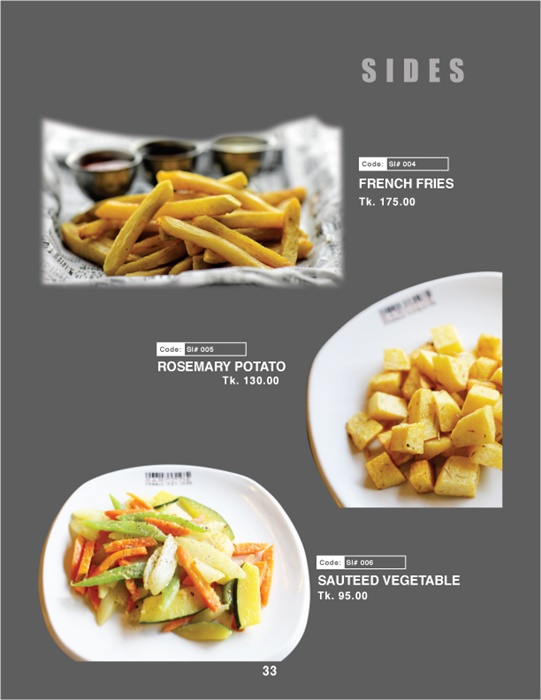 SIDES
Code: SI# 004
FRENCH FRIES
Tk. 175.00
Code: SI# 005
ROSEMARY POTATO
Tk. 130.00
Code: SI# 006
SAUTEED VEGETABLE
Tk. 95.00
33